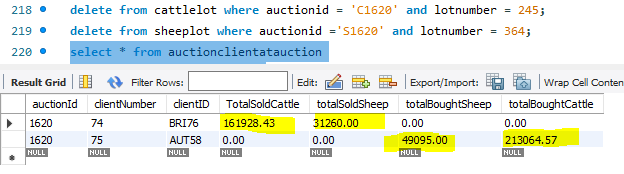 218 delete from cattlelot where auctionid = 'C1620' and lotnumber = 245;
219 delete from sheeplot where auctionid ='S1620' and lotnumber = 364;
220 select * from auctionclientatauction
Result Grid Filter Rows: Edit: Export/Import: Wrap Cell Conten
auctionId clientNumber clientID TotalSoldCattle totalSoldSheep totalBoughtSheep totalBoughtCattle
1620 74 BRI76 161928.43 31260.00 0.00 0.00
1620 75 AUT58 0.00 0.00 49095.00 213064.57
NULL NULL NULL NULL NULL NULL NULL